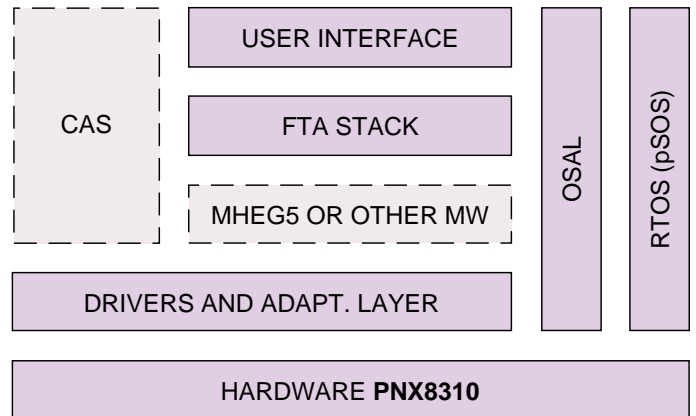 USER INTERFACE
CAS
FTA STACK
MHEG5 OR OTHER MW
OSAL
RTOS (pSOS)
DRIVERS AND ADAPT. LAYER
HARDWARE PNX8310